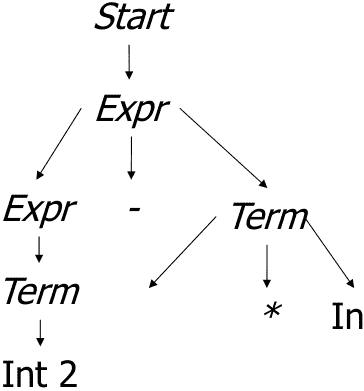 Start
Expr
Expr - Term
Term * In
Int 2